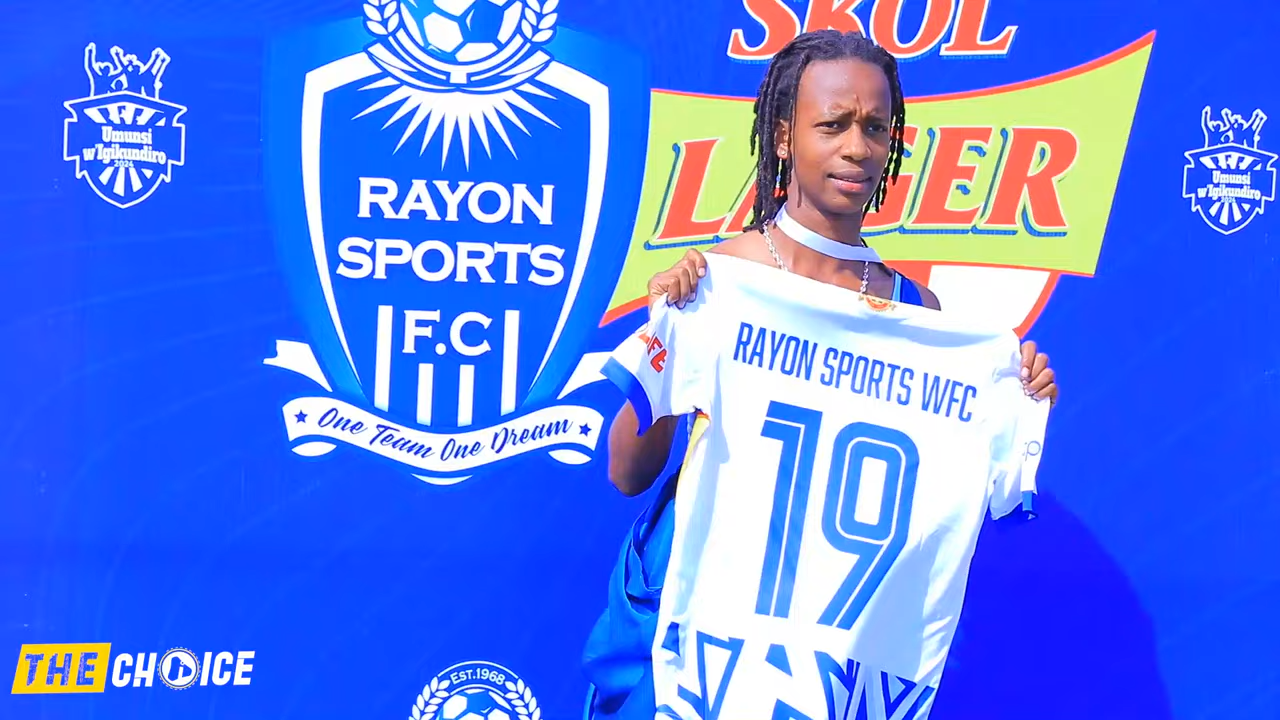 SKOL
LAGER
Umunsi
w'Igikundiro
2024
RAYON
SPORTS
F.C
One Team One Dream
Umunsi
w'Igikundiro
2024
RAYON SPORTS WFC
19
EST.1968
THE CHOICE